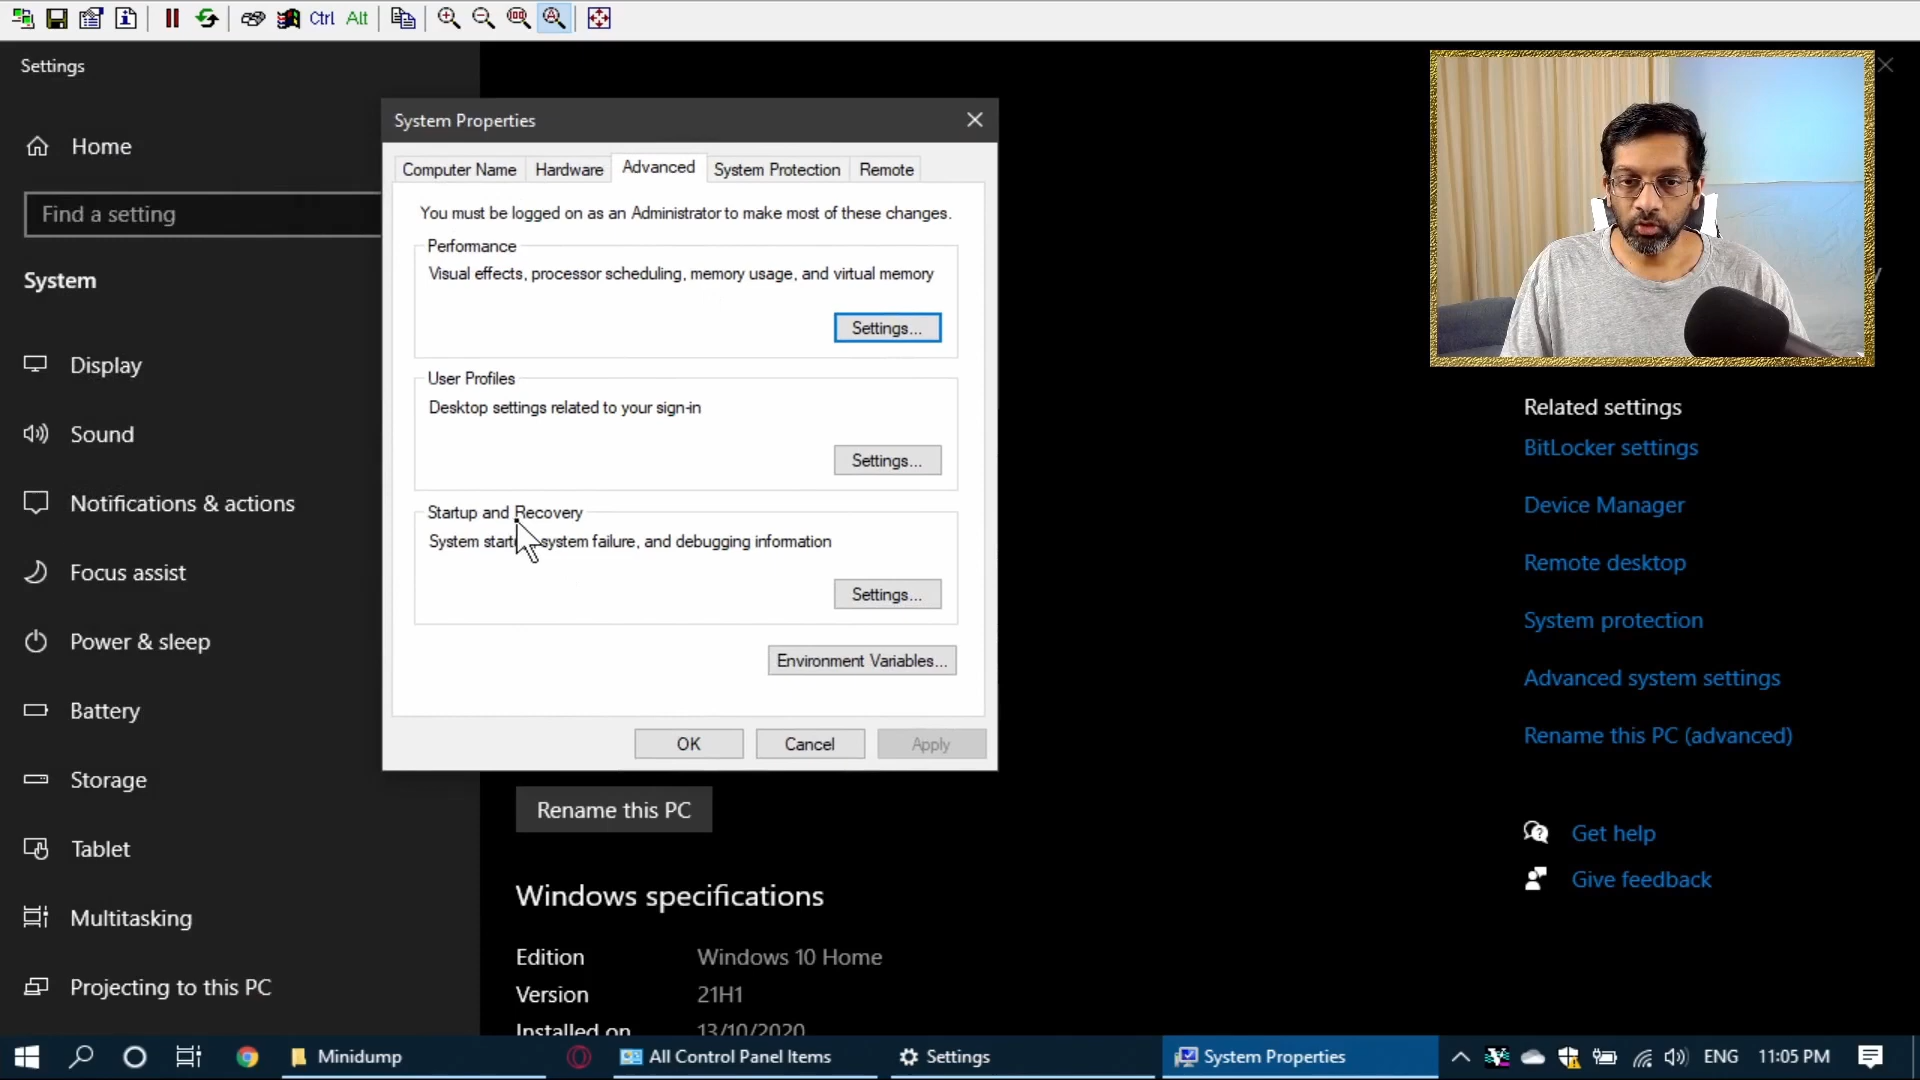 Ctrl Alt
Settings
Home
Find a setting
System
Display
Sound
Notifications & actions
Focus assist
Power & sleep
Battery
Storage
Tablet
Multitasking
Projecting to this PC
System Properties
Computer Name Hardware Advanced System Protection Remote
You must be logged on as an Administrator to make most of these changes.
Performance
Visual effects, processor scheduling, memory usage, and virtual memory
Settings...
User Profiles
Desktop settings related to your sign-in
Settings...
Startup and Recovery
System failure, and debugging information
Settings...
Environment Variables...
OK Cancel Apply
Rename this PC
Windows specifications
Edition Windows 10 Home
Version 21H1
Installed on 13/10/2020
Related settings
BitLocker settings
Device Manager
Remote desktop
System protection
Advanced system settings
Rename this PC (advanced)
Get help
Give feedback
Minidump All Control Panel Items Settings System Properties ENG 11:05 PM